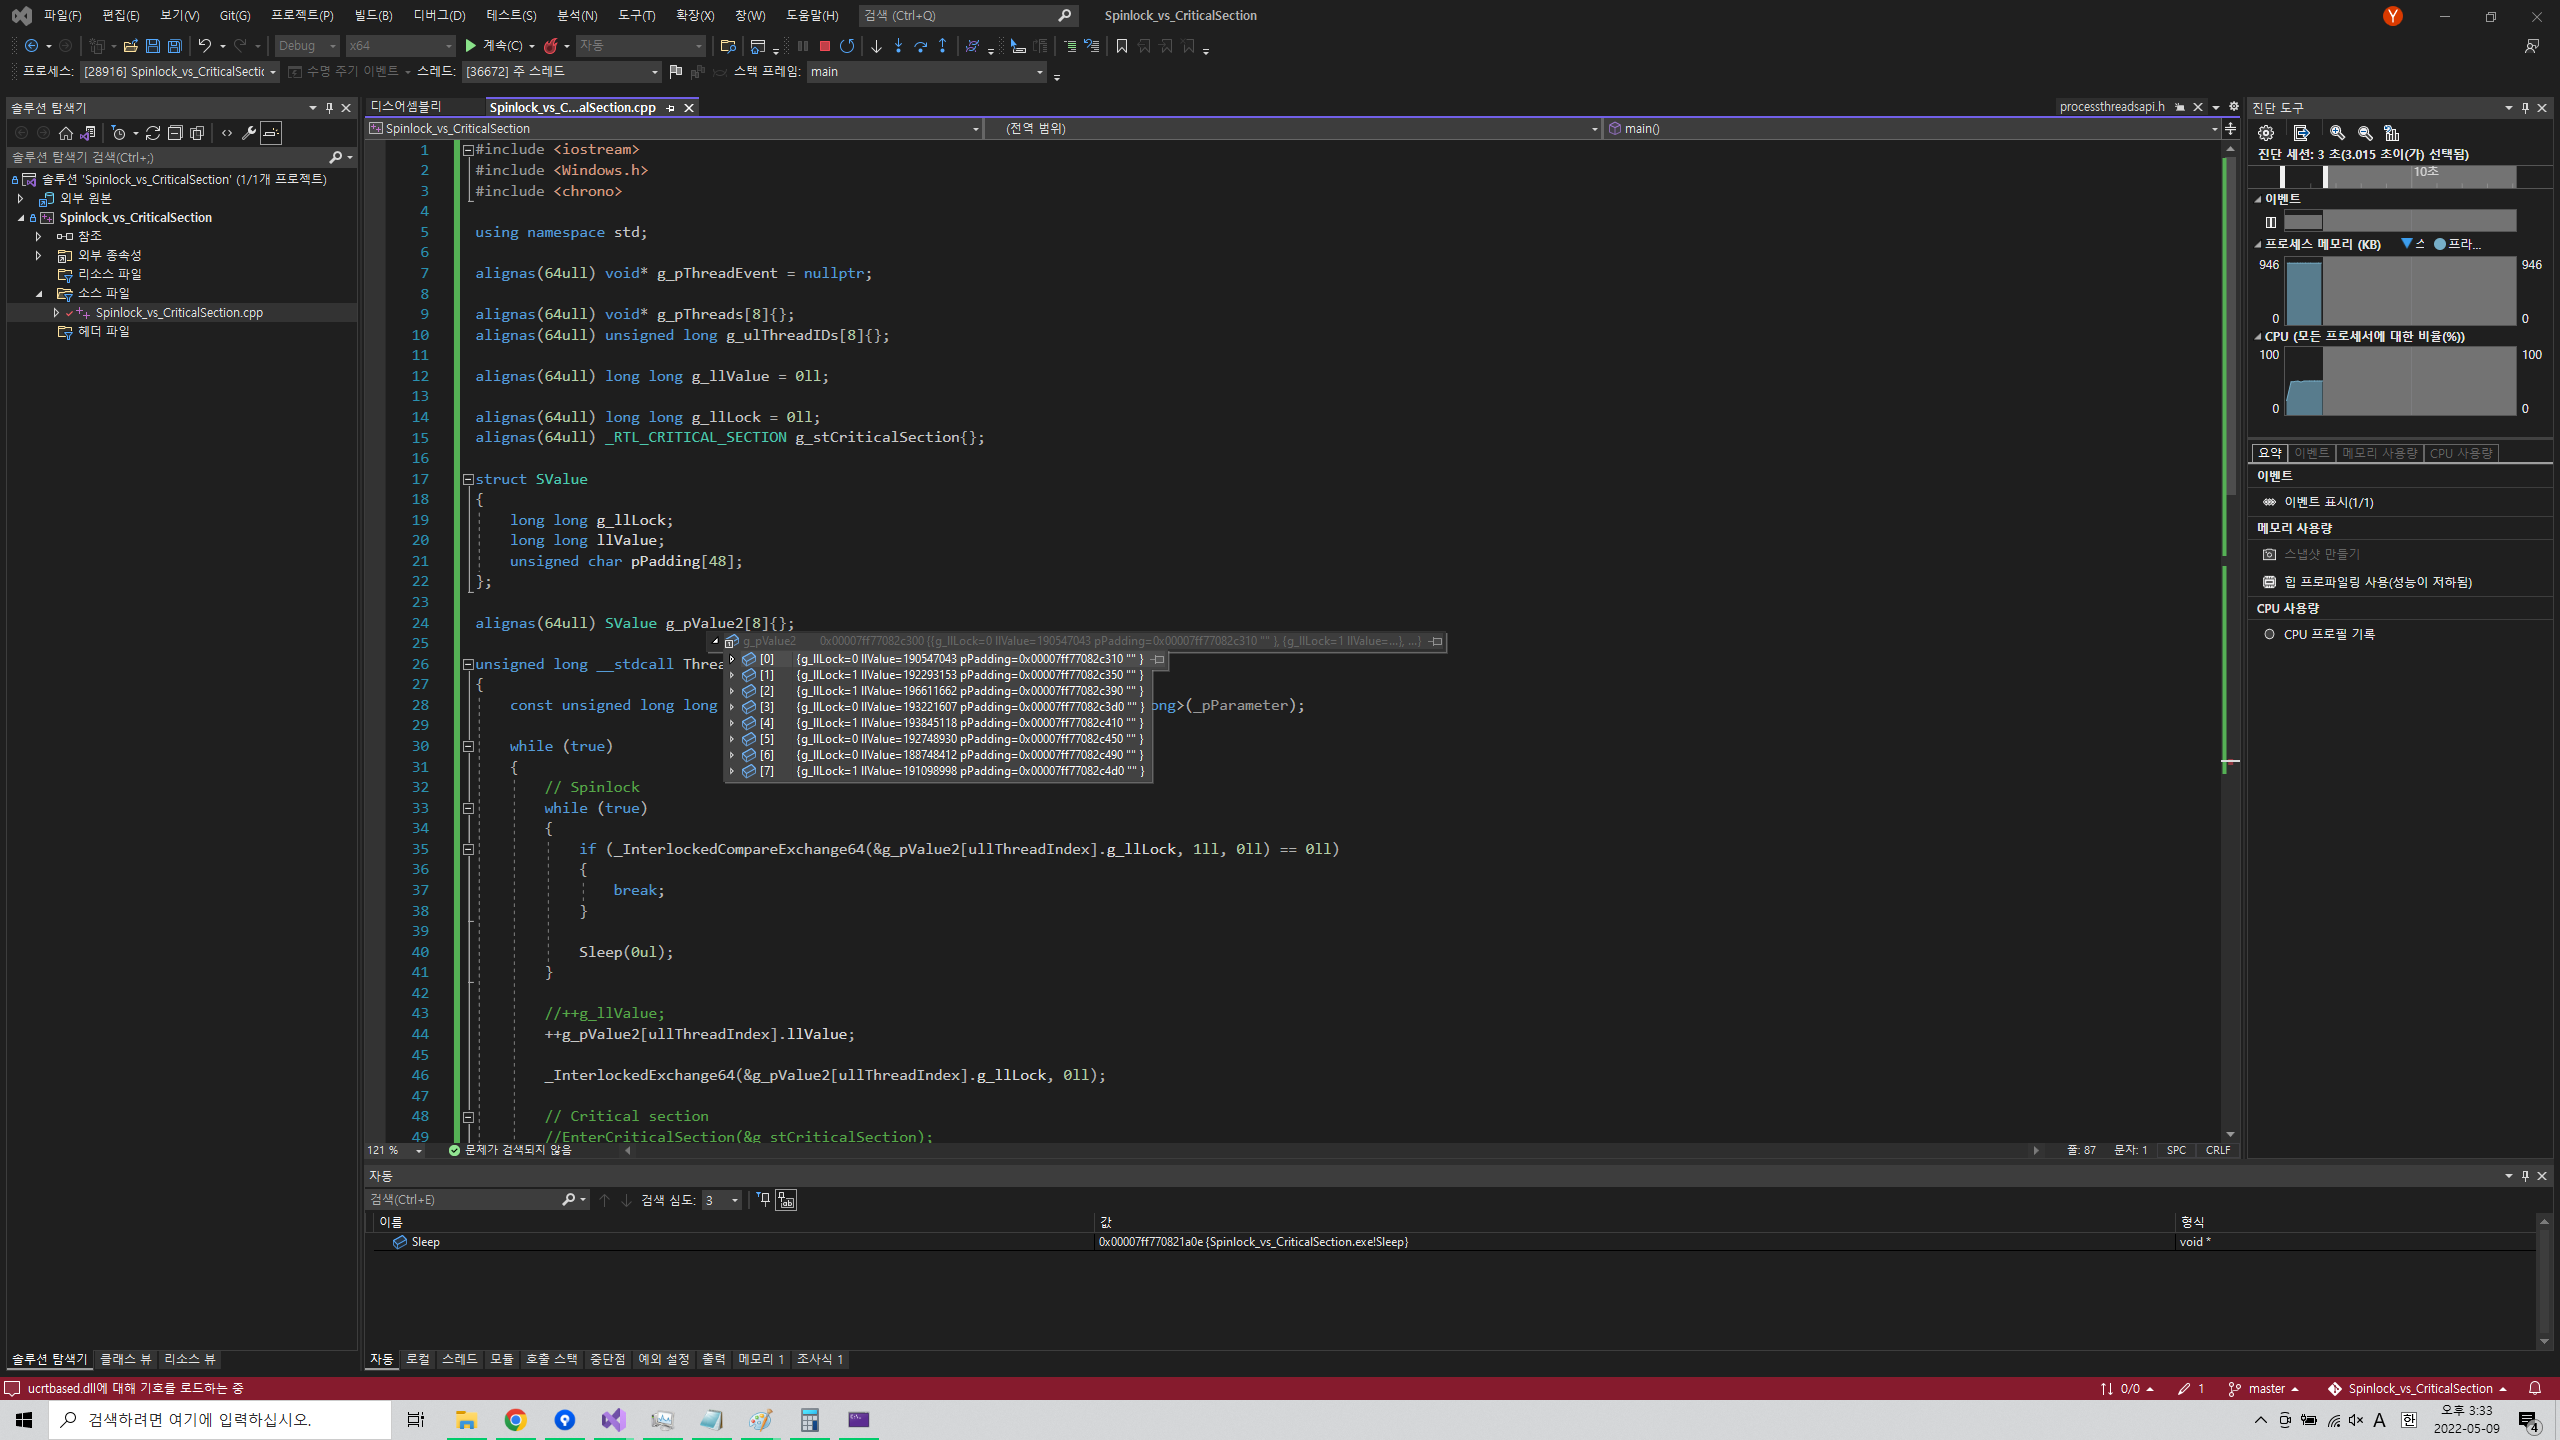 파일(F) 편집(E) 보기(V) Git(G) 프로젝트(P) 빌드(B) 디버그(D) 테스트(S) 분석(N) 도구(T) 확장(X) 창(W) 도움말(H) 검색 (Ctrl+Q) Spinlock_vs_CriticalSection Y
Debug x64 계속(C) 자동
프로세스: [28916] Spinlock_vs_CriticalSectic 수명 주기 이벤트 스레드: [36672] 주 스레드 스택 프레임: main
솔루션 탐색기
솔루션 탐색기 검색(Ctrl+;)
솔루션 'Spinlock_vs_CriticalSection' (1/1개 프로젝트)
외부 원본
Spinlock_vs_CriticalSection
참조
외부 종속성
리소스 파일
소스 파일
Spinlock_vs_CriticalSection.cpp
헤더 파일
솔루션 탐색기 클래스 뷰 리소스 뷰
디스어셈블리 Spinlock_vs_C...alSection.cpp processthreadsapi.h
Spinlock_vs_CriticalSection (전역 범위) main()
1 #include <iostream>
2 #include <Windows.h>
3 #include <chrono>
4
5 using namespace std;
6
7 alignas(64ull) void* g_pThreadEvent = nullptr;
8
9 alignas(64ull) void* g_pThreads[8]{};
10 alignas(64ull) unsigned long g_ulThreadIDs[8]{};
11
12 alignas(64ull) long long g_llValue = 0ll;
13
14 alignas(64ull) long long g_llLock = 0ll;
15 alignas(64ull) _RTL_CRITICAL_SECTION g_stCriticalSection{};
16
17 struct SValue
18 {
19 long long g_llLock;
20 long long llValue;
21 unsigned char pPadding[48];
22 };
23
24 alignas(64ull) SValue g_pValue2[8]{};
25
26 unsigned long __stdcall Threa
27 {
28 const unsigned long long ong>(_pParameter);
29
30 while (true)
31 {
32 // Spinlock
33 while (true)
34 {
35 if (_InterlockedCompareExchange64(&g_pValue2[ullThreadIndex].g_llLock, 1ll, 0ll) == 0ll)
36 {
37 break;
38 }
39
40 Sleep(0ul);
41 }
42
43 //++g_llValue;
44 ++g_pValue2[ullThreadIndex].llValue;
45
46 _InterlockedExchange64(&g_pValue2[ullThreadIndex].g_llLock, 0ll);
47
48 // Critical section
49 //EnterCriticalSection(&g_stCriticalSection);
g_pValue2 0x00007ff77082c300 {{g_llLock=0 llValue=190547043 pPadding=0x00007ff77082c310 "" }, {g_llLock=1 llValue=...}, ...}
[0] {g_llLock=0 llValue=190547043 pPadding=0x00007ff77082c310 "" }
[1] {g_llLock=1 llValue=192293153 pPadding=0x00007ff77082c350 "" }
[2] {g_llLock=1 llValue=196611662 pPadding=0x00007ff77082c390 "" }
[3] {g_llLock=0 llValue=193221607 pPadding=0x00007ff77082c3d0 "" }
[4] {g_llLock=1 llValue=193845118 pPadding=0x00007ff77082c410 "" }
[5] {g_llLock=0 llValue=192748930 pPadding=0x00007ff77082c450 "" }
[6] {g_llLock=0 llValue=188748412 pPadding=0x00007ff77082c490 "" }
[7] {g_llLock=1 llValue=191098998 pPadding=0x00007ff77082c4d0 "" }
121 % 문제가 검색되지 않음 줄: 87 문자: 1 SPC CRLF
자동
검색(Ctrl+E) 검색 심도: 3
이름 값 형식
Sleep 0x00007ff770821a0e {Spinlock_vs_CriticalSection.exe!Sleep} void *
자동 로컬 스레드 모듈 호출 스택 중단점 예외 설정 출력 메모리 1 조사식 1
진단 도구
진단 세션: 3 초(3.015 초이(가) 선택됨)
10초
이벤트
프로세스 메모리 (KB) 스 프라...
946 946
0 0
CPU (모든 프로세서에 대한 비율(%))
100 100
0 0
요약 이벤트 메모리 사용량 CPU 사용량
이벤트
이벤트 표시(1/1)
메모리 사용량
스냅샷 만들기
힙 프로파일링 사용(성능이 저하됨)
CPU 사용량
CPU 프로필 기록
ucrtbased.dll에 대해 기호를 로드하는 중 0/0 1 master Spinlock_vs_CriticalSection
검색하려면 여기에 입력하십시오. A 한 오후 3:33
2022-05-09 4